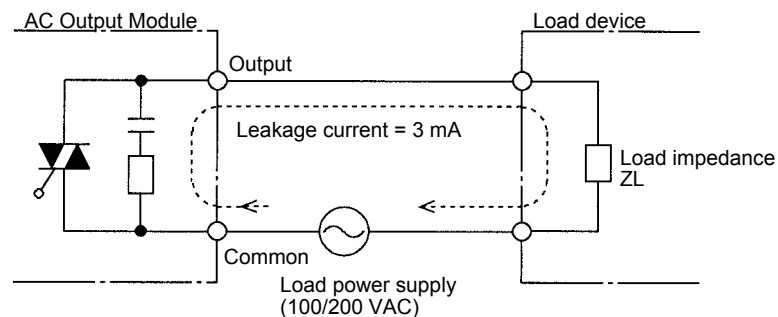 AC Output Module
Load device
Output
Leakage current = 3 mA
Load impedance
ZL
Common
Load power supply
(100/200 VAC)